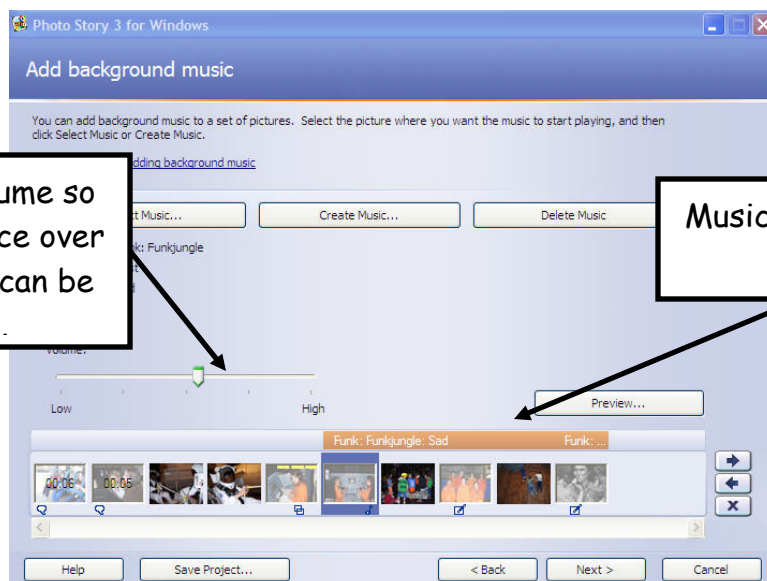 Photo Story 3 for Windows
Add background music
You can add background music to a set of pictures. Select the picture where you want the music to start playing, and then
click Select Music or Create Music.
adding background music
ume so
ce over
can be
Music
Music...
Create Music...
Delete Music
Funkjungle
Volume:
Low
High
Preview...
Funk: Funkjungle: Sad
Funk: ...
00:06
00:05
Help
Save Project...
< Back
Next >
Cancel